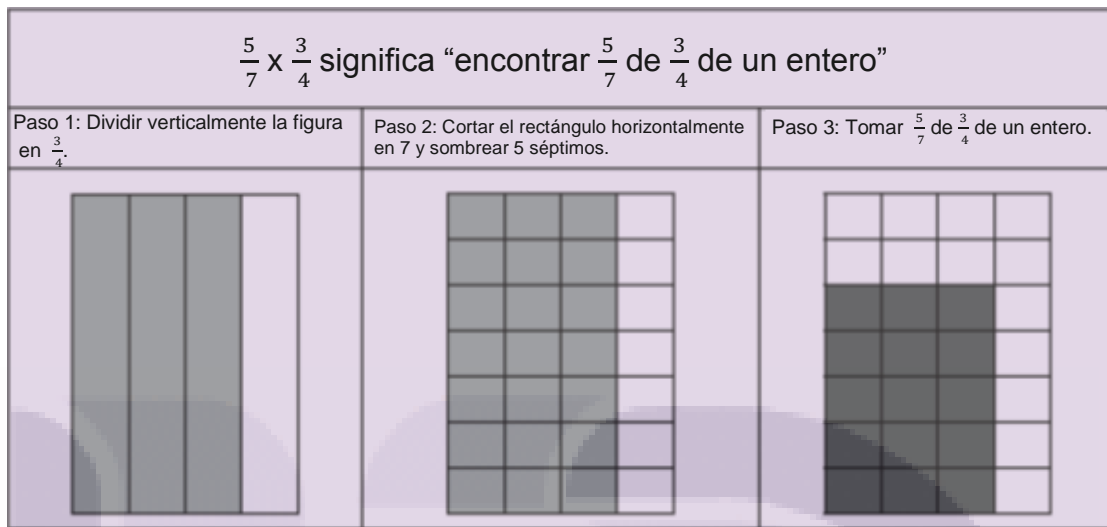 5/7 x 3/4 significa “encontrar 5/7 de 3/4 de un entero”
Paso 1: Dividir verticalmente la figura
en 3/4.
Paso 2: Cortar el rectángulo horizontalmente
en 7 y sombrear 5 séptimos.
Paso 3: Tomar 5/7 de 3/4 de un entero.